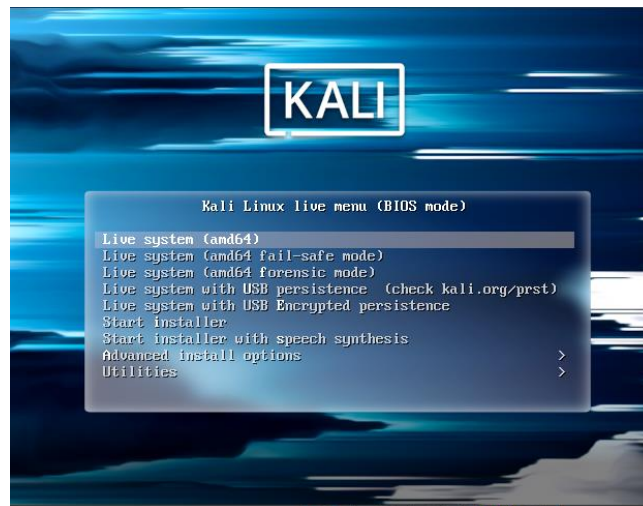 KALI
Kali Linux live menu (BIOS mode)
Live system (amd64)
Live system (amd64 fail-safe mode)
Live system (amd64 forensic mode)
Live system with USB persistence (check kali.org/prst)
Live system with USB Encrypted persistence
Start installer
Start installer with speech synthesis
Advanced install options >
Utilities >